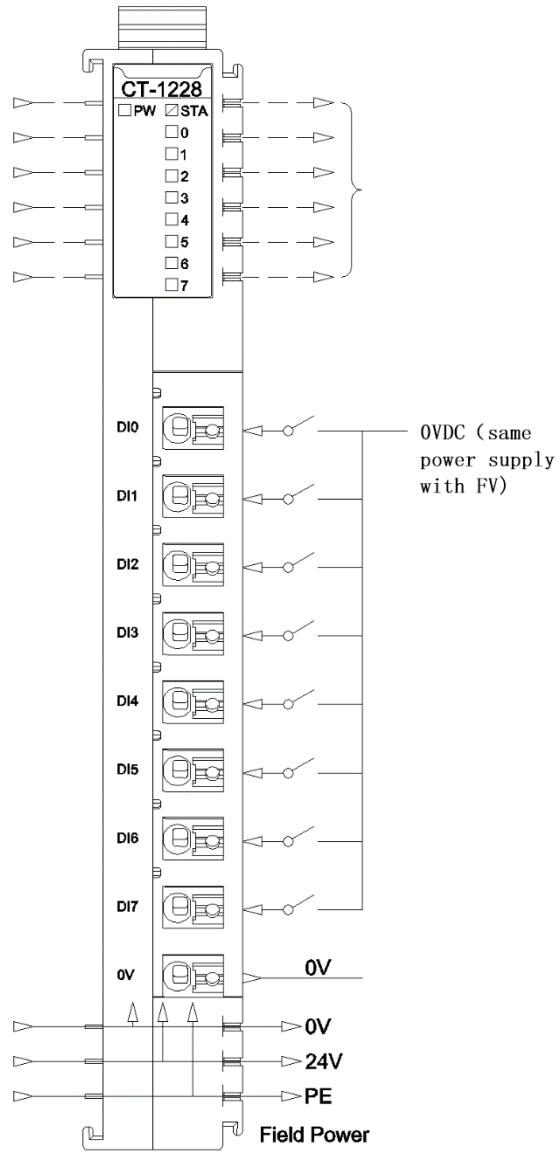 CT-1228
PW STA
0
1
2
3
4
5
6
7
DI0
0VDC (same
power supply
with FV)
DI1
DI2
DI3
DI4
DI5
DI6
DI7
0V 0V
0V
24V
PE
Field Power